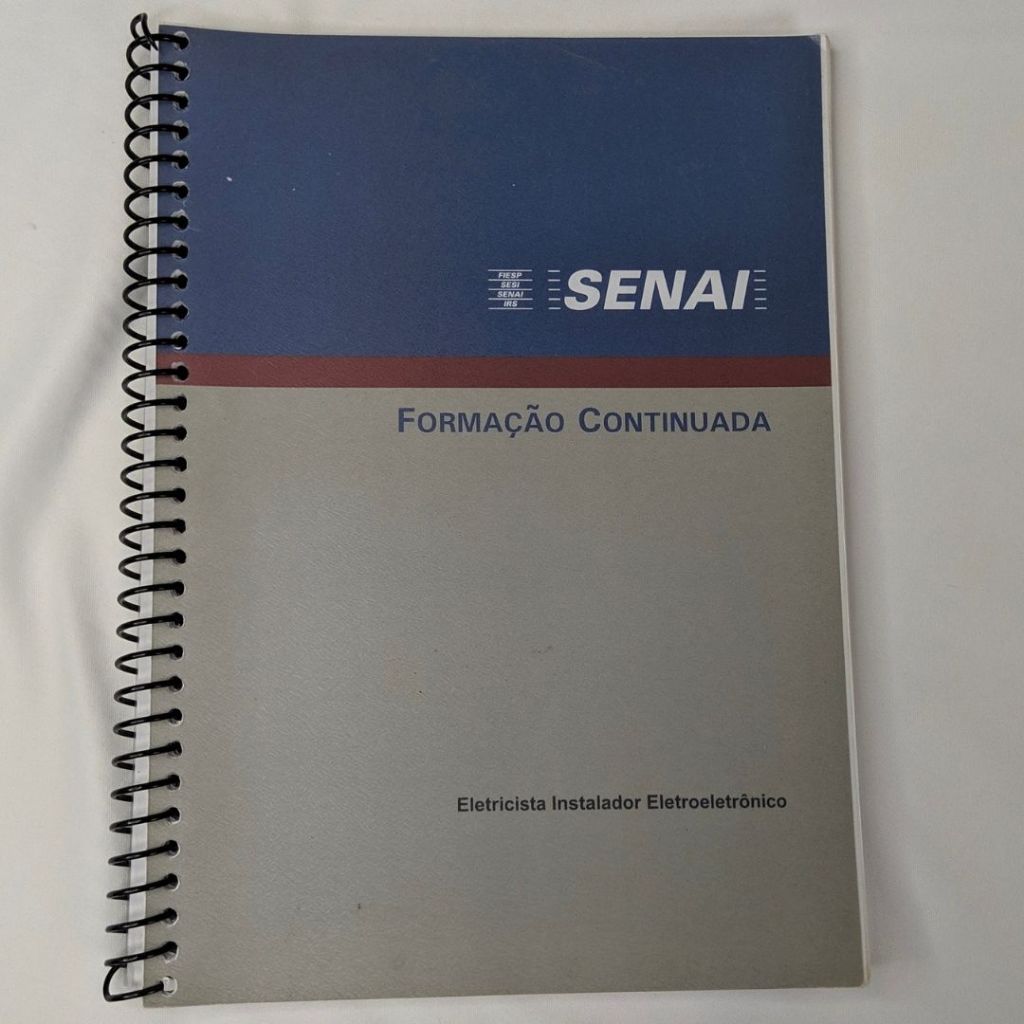 FIESP
SESI
SENAI
IRS
SENAI
FORMAÇÃO CONTINUADA
Eletricista Instalador Eletroeletrônico